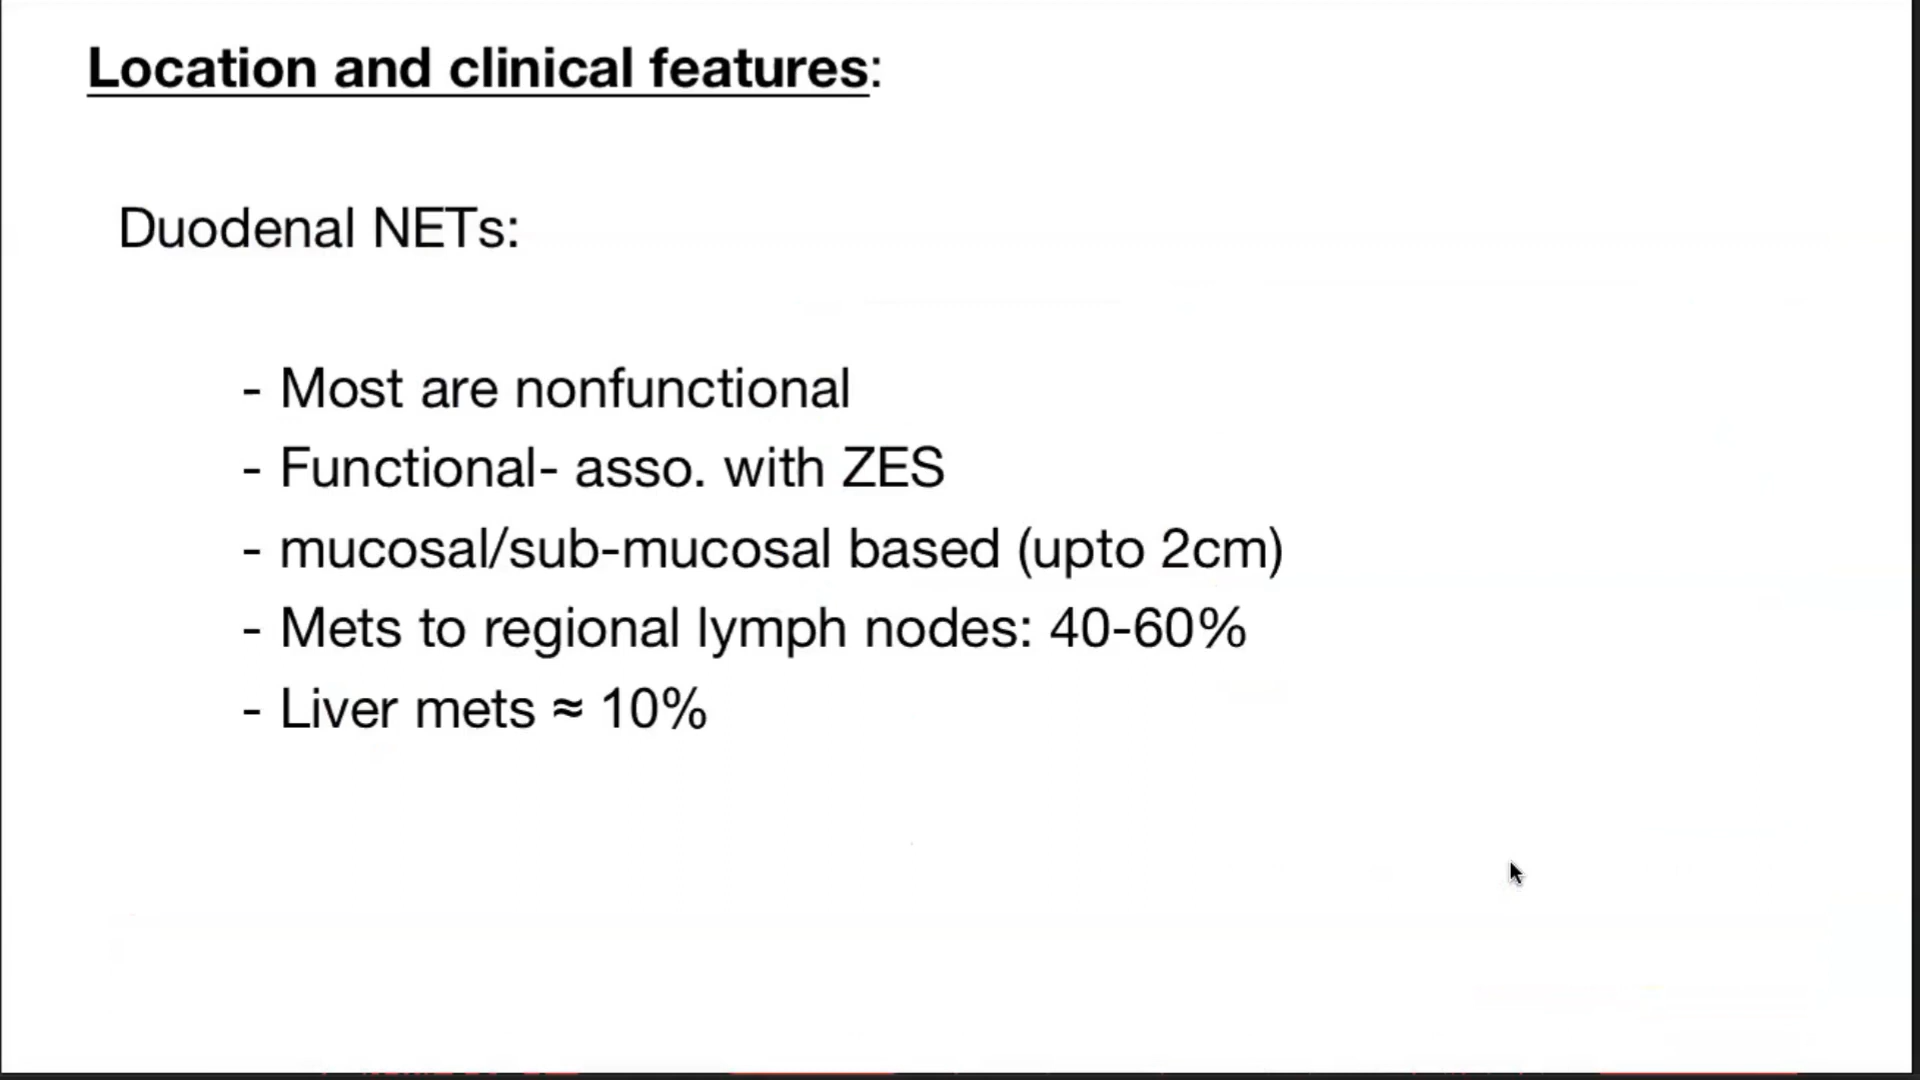 Location and clinical features:
Duodenal NETs:
- Most are nonfunctional
- Functional- asso. with ZES
- mucosal/sub-mucosal based (upto 2cm)
- Mets to regional lymph nodes: 40-60%
- Liver mets ≈ 10%